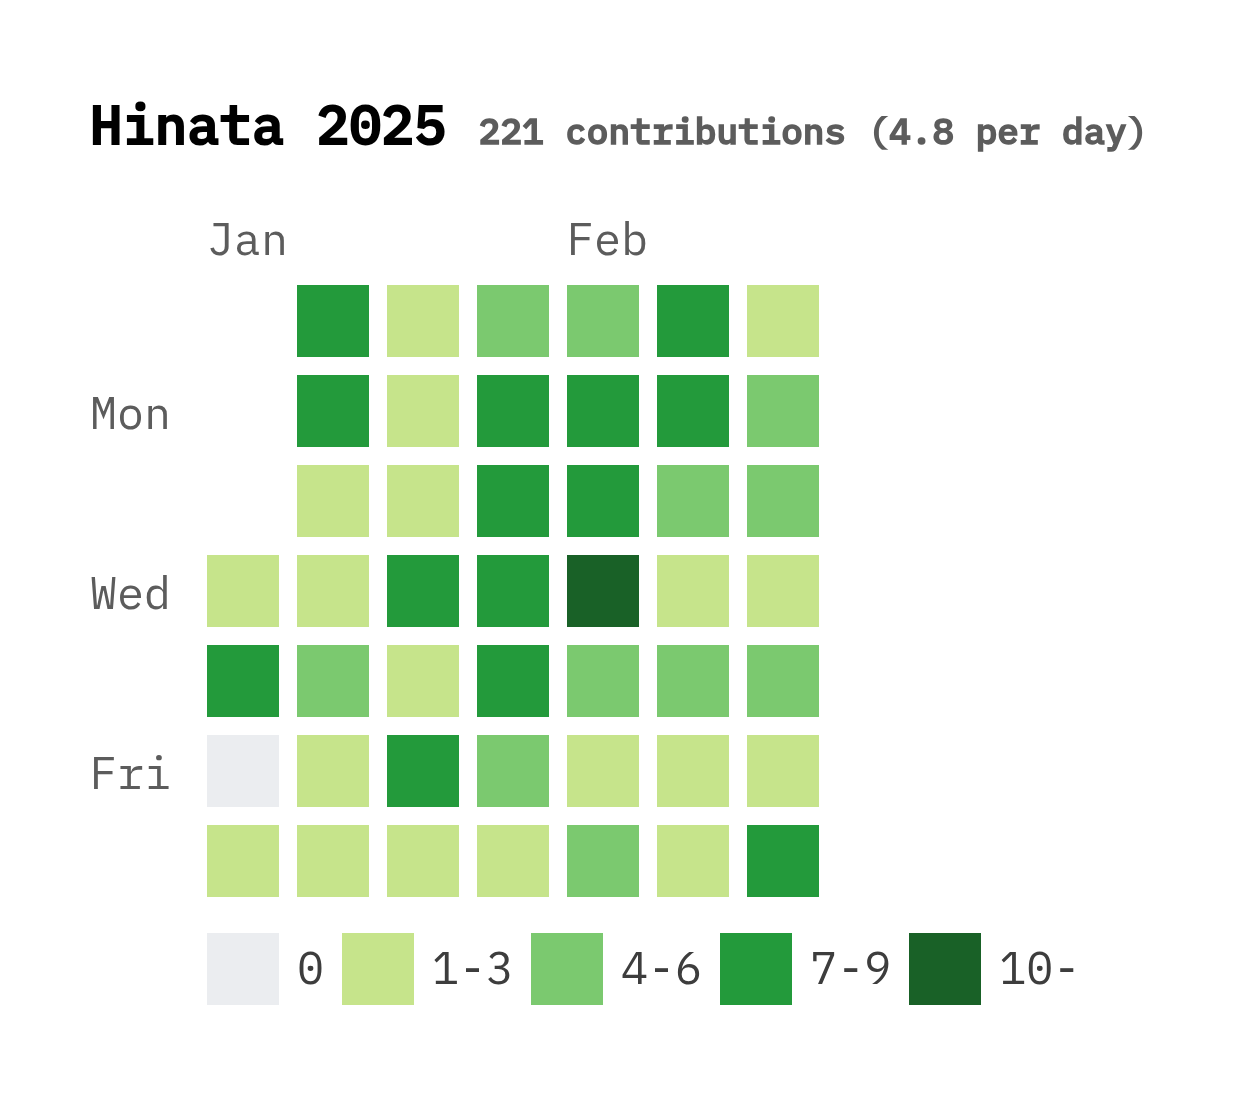 Hinata 2025 221 contributions (4.8 per day)
Jan Feb
Mon
Wed
Fri
0 1-3 4-6 7-9 10-